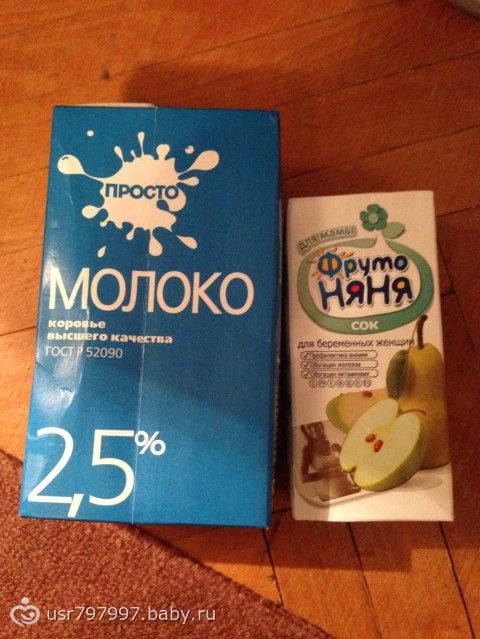 ПРОСТО
МОЛОКО
коровье
высшего качества
ГОСТ Р 52090
2,5%
для мамы
Фруто
НЯНЯ
СОК
для беременных женщин
Профилактика анемии
Обогащен железом
Обогащен витаминами
usr797997.baby.ru